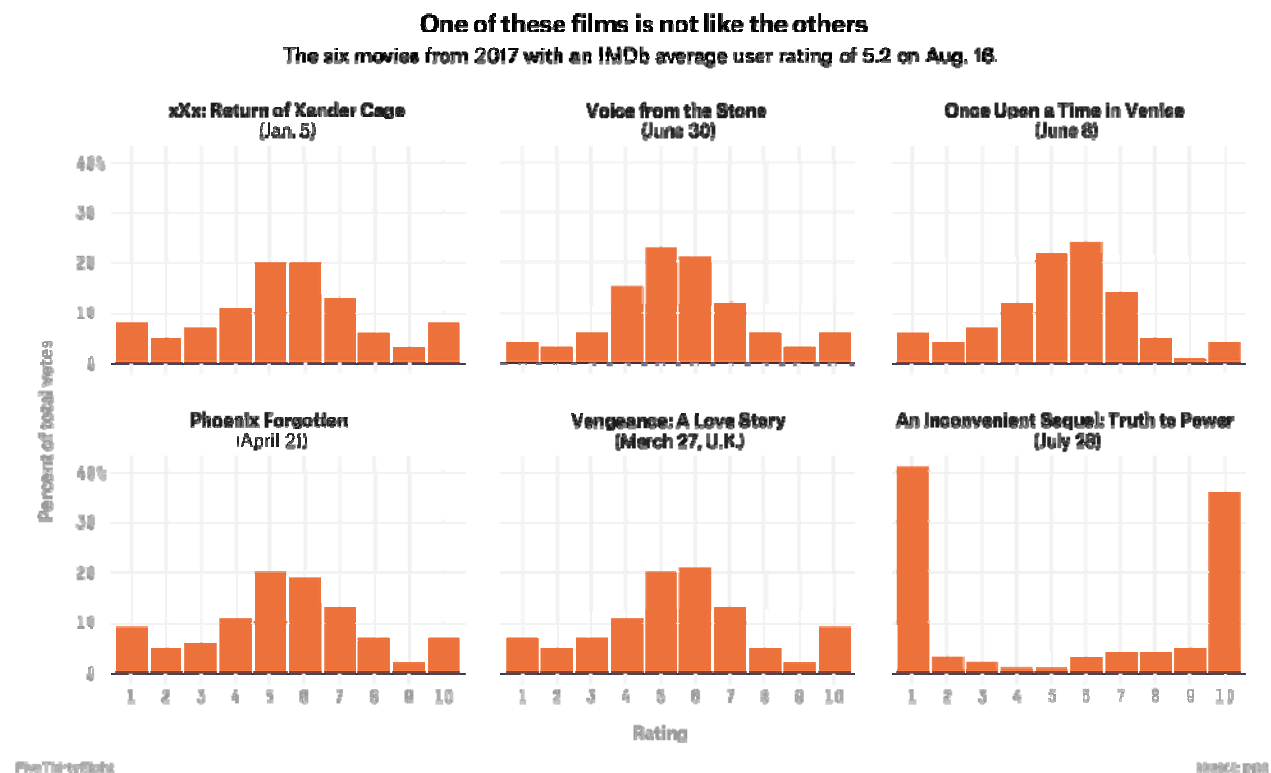 One of these films is not like the others
The six movies from 2017 with an IMDb average user rating of 5.2 on Aug. 16.
xXx: Return of Xander Cage
(Jan. 5)
Voice from the Stone
(June 30)
Once Upon a Time in Venice
(June 8)
40%
30
20
10
0
Percent of total votes
Phoenix Forgotten
(April 21)
Vengeance: A Love Story
(March 27, U.K.)
An Inconvenient Sequel: Truth to Power
(July 28)
40%
30
20
10
0
1 2 3 4 5 6 7 8 9 10
1 2 3 4 5 6 7 8 9 10
1 2 3 4 5 6 7 8 9 10
Rating
FiveThirtyEight